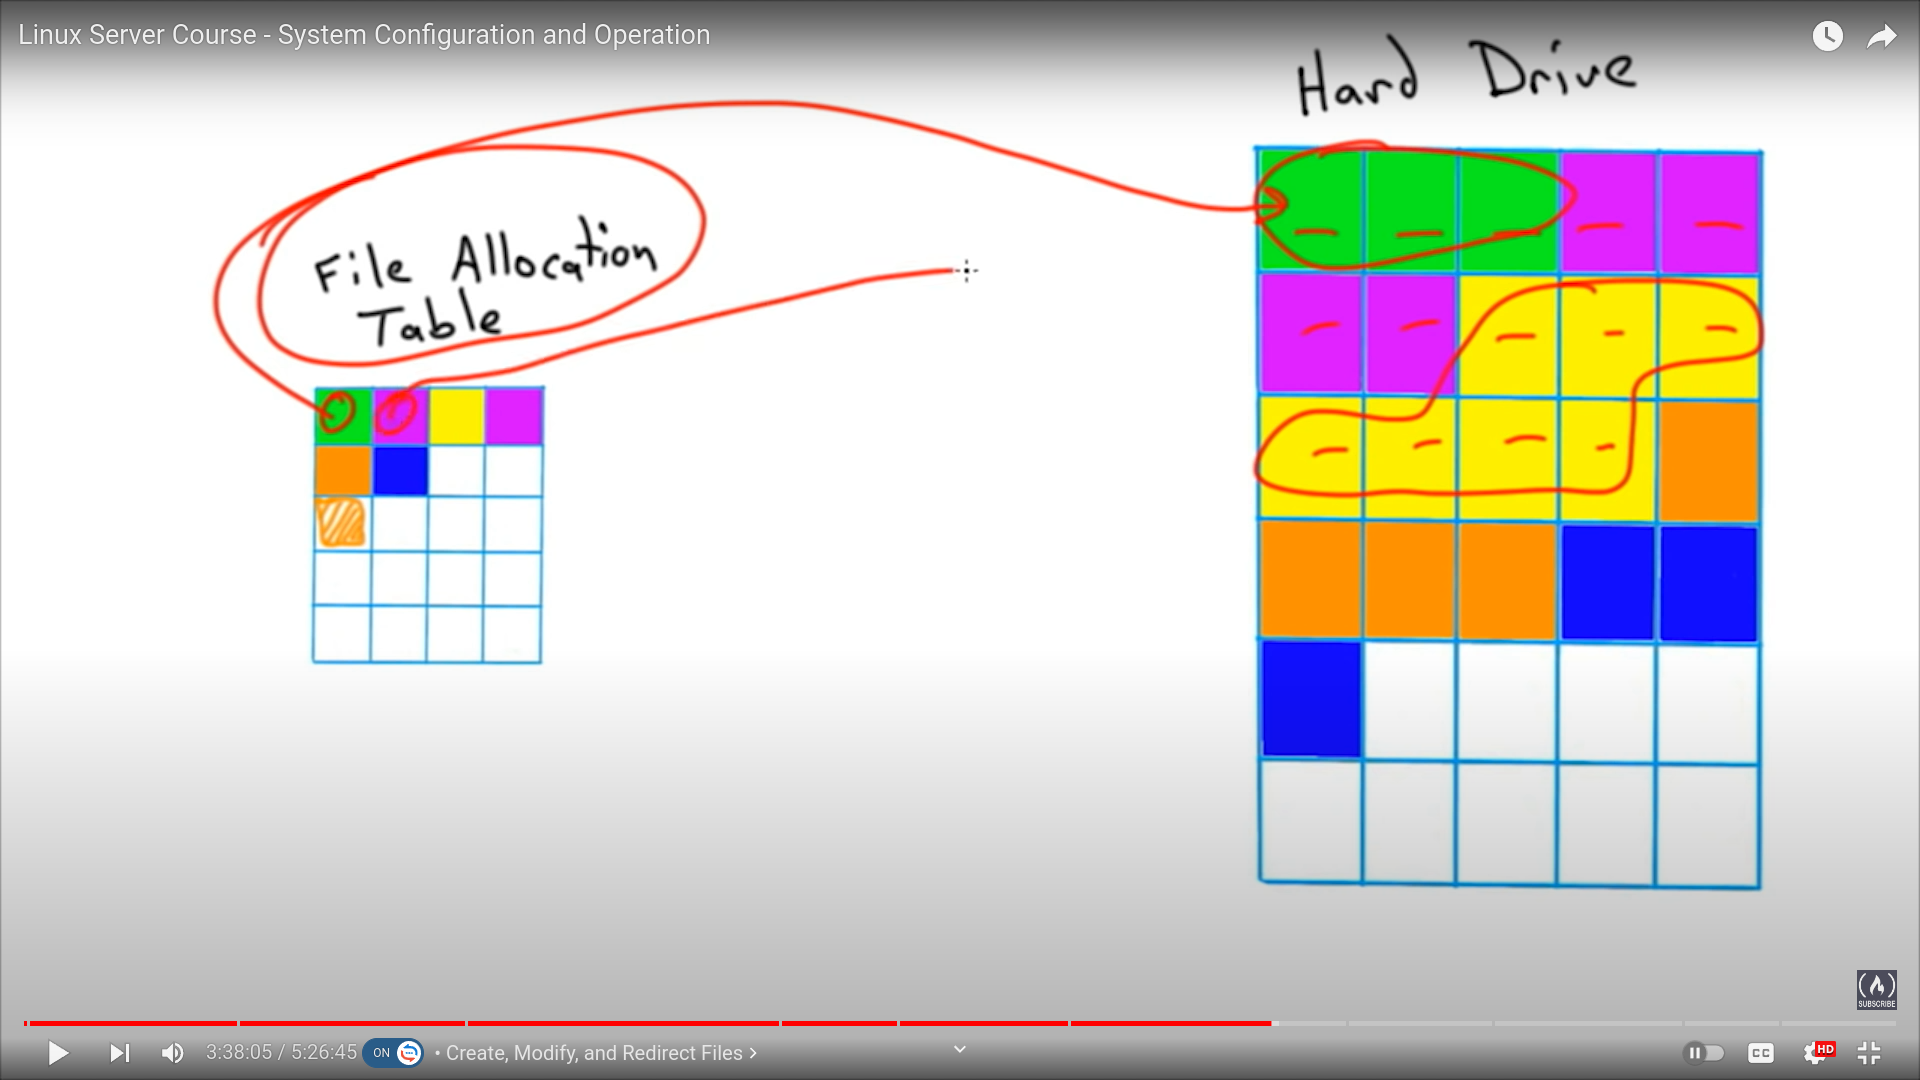 Linux Server Course - System Configuration and Operation
Hard Drive
File Allocation
Table
SUBSCRIBE
3:38:05 / 5:26:45
ON
• Create, Modify, and Redirect Files >
CC
HD